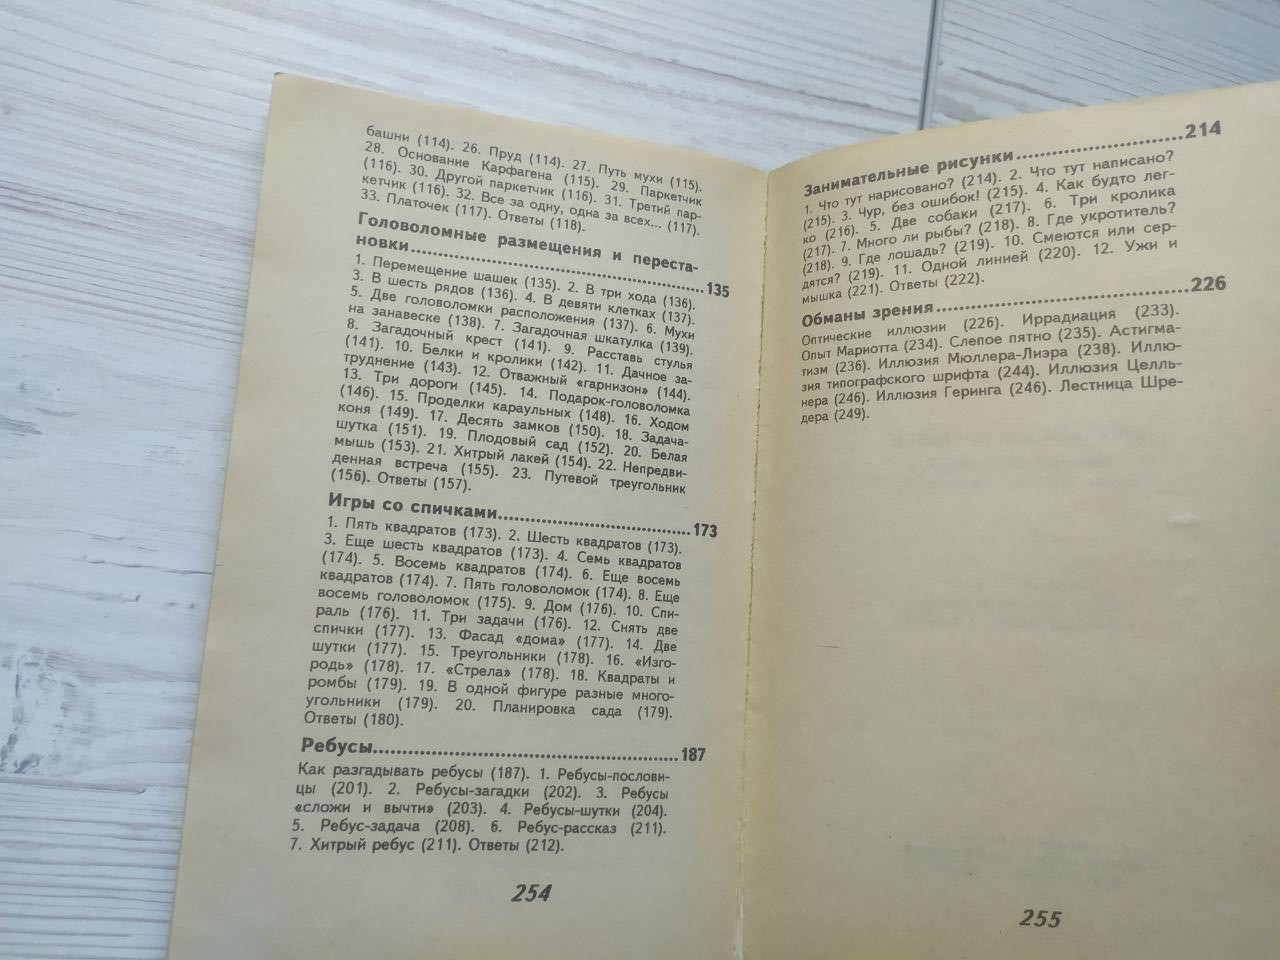 башни (114). 26. Пруд (114). 27. Путь мухи (115).
28. Основание Карфагена (115). 29. Паркетчик
(116). 30. Другой паркетчик (116). 31. Третий пар-
кетчик (116). 32. Все за одну, одна за всех... (117).
33. Платочек (117). Ответы (118).
Головоломные размещения и переста-
новки..........135
1. Перемещение шашек (135). 2. В три хода (136).
3. В шесть рядов (136). 4. В девяти клетках (137).
5. Две головоломки расположения (137). 6. Мухи
на занавеске (138). 7. Загадочная шкатулка (139).
8. Загадочный крест (141). 9. Расставь стулья
(141). 10. Белки и кролики (142). 11. Дачное за-
труднение (143). 12. Отважный «гарнизон» (144).
13. Три дороги (145). 14. Подарок-головоломка
(146). 15. Проделки караульных (148). 16. Ходом
коня (149). 17. Десять замков (150). 18. Задача-
шутка (151). 19. Плодовый сад (152). 20. Белая
мышь (153). 21. Хитрый лакей (154). 22. Непредви-
денная встреча (155). 23. Путевой треугольник
(156). Ответы (157).
Игры со спичками..........173
1. Пять квадратов (173). 2. Шесть квадратов (173).
3. Еще шесть квадратов (173). 4. Семь квадратов
(174). 5. Восемь квадратов (174). 6. Еще восемь
квадратов (174). 7. Пять головоломок (174). 8. Еще
восемь головоломок (175). 9. Дом (176). 10. Спи-
раль (176). 11. Три задачи (176). 12. Снять две
спички (177). 13. Фасад «дома» (177). 14. Две
шутки (177). 15. Треугольники (178). 16. «Изго-
родь» (178). 17. «Стрела» (178). 18. Квадраты и
ромбы (179). 19. В одной фигуре разные много-
угольники (179). 20. Планировка сада (179).
Ответы (180).
Ребусы..........187
Как разгадывать ребусы (187). 1. Ребусы-послови-
цы (201). 2. Ребусы-загадки (202). 3. Ребусы
«сложи и вычти» (203). 4. Ребусы-шутки (204).
5. Ребус-задача (208). 6. Ребус-рассказ (211).
7. Хитрый ребус (211). Ответы (212).
254
Занимательные рисунки..........214
1. Что тут нарисовано? (214). 2. Что тут написано?
(215). 3. Чур, без ошибок! (215). 4. Как будто лег-
ко (216). 5. Две собаки (217). 6. Три кролика
(217). 7. Много ли рыбы? (218). 8. Где укротитель?
(218). 9. Где лошадь? (219). 10. Смеются или сер-
дятся? (219). 11. Одной линией (220). 12. Ужи и
мышка (221). Ответы (222).
Обманы зрения..........226
Оптические иллюзии (226). Иррадиация (233).
Опыт Мариотта (234). Слепое пятно (235). Астигма-
тизм (236). Иллюзия Мюллера-Лиэра (238). Иллю-
зия типографского шрифта (244). Иллюзия Целль-
нера (246). Иллюзия Геринга (246). Лестница Шре-
дера (249).
255